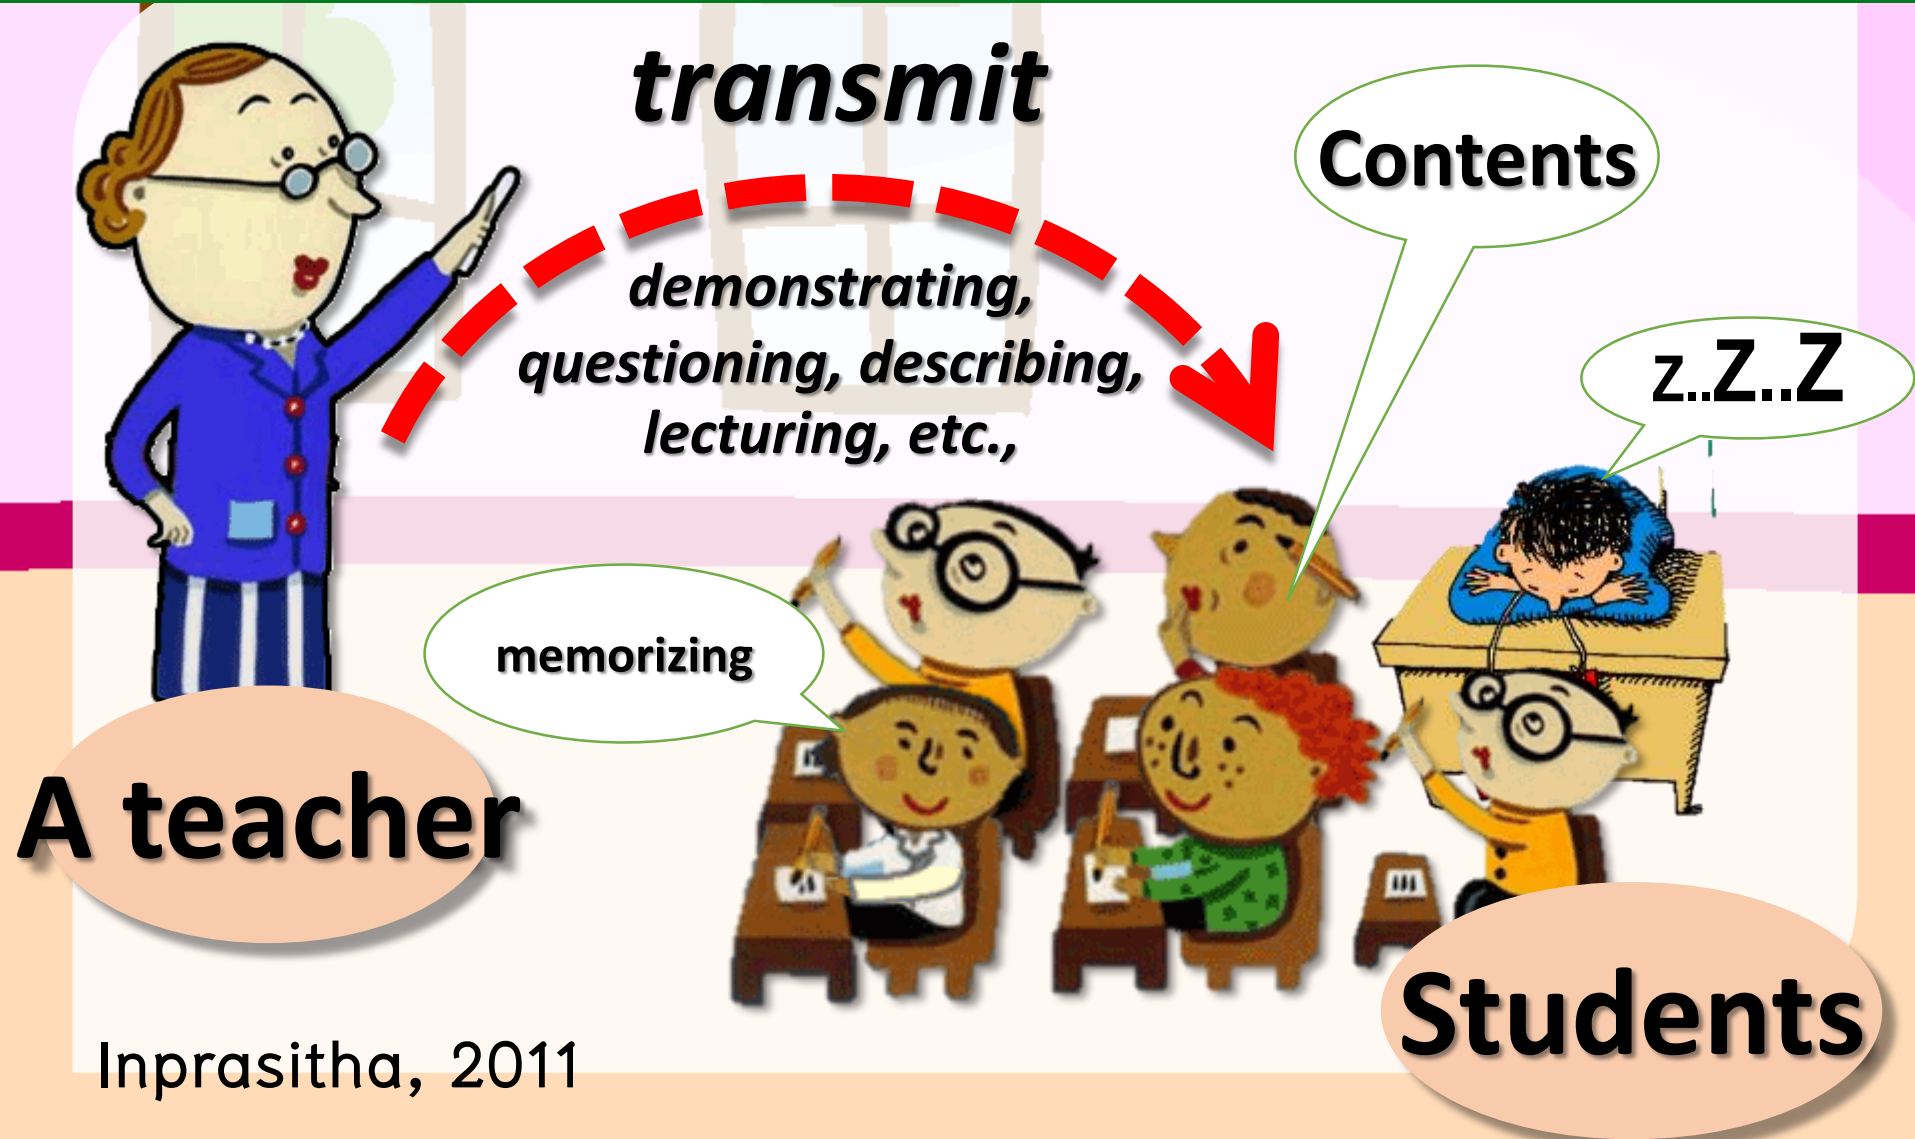 transmit
Contents
demonstrating,
questioning, describing,
lecturing, etc.,
z..Z..Z
memorizing
A teacher
Students
Inprasitha, 2011